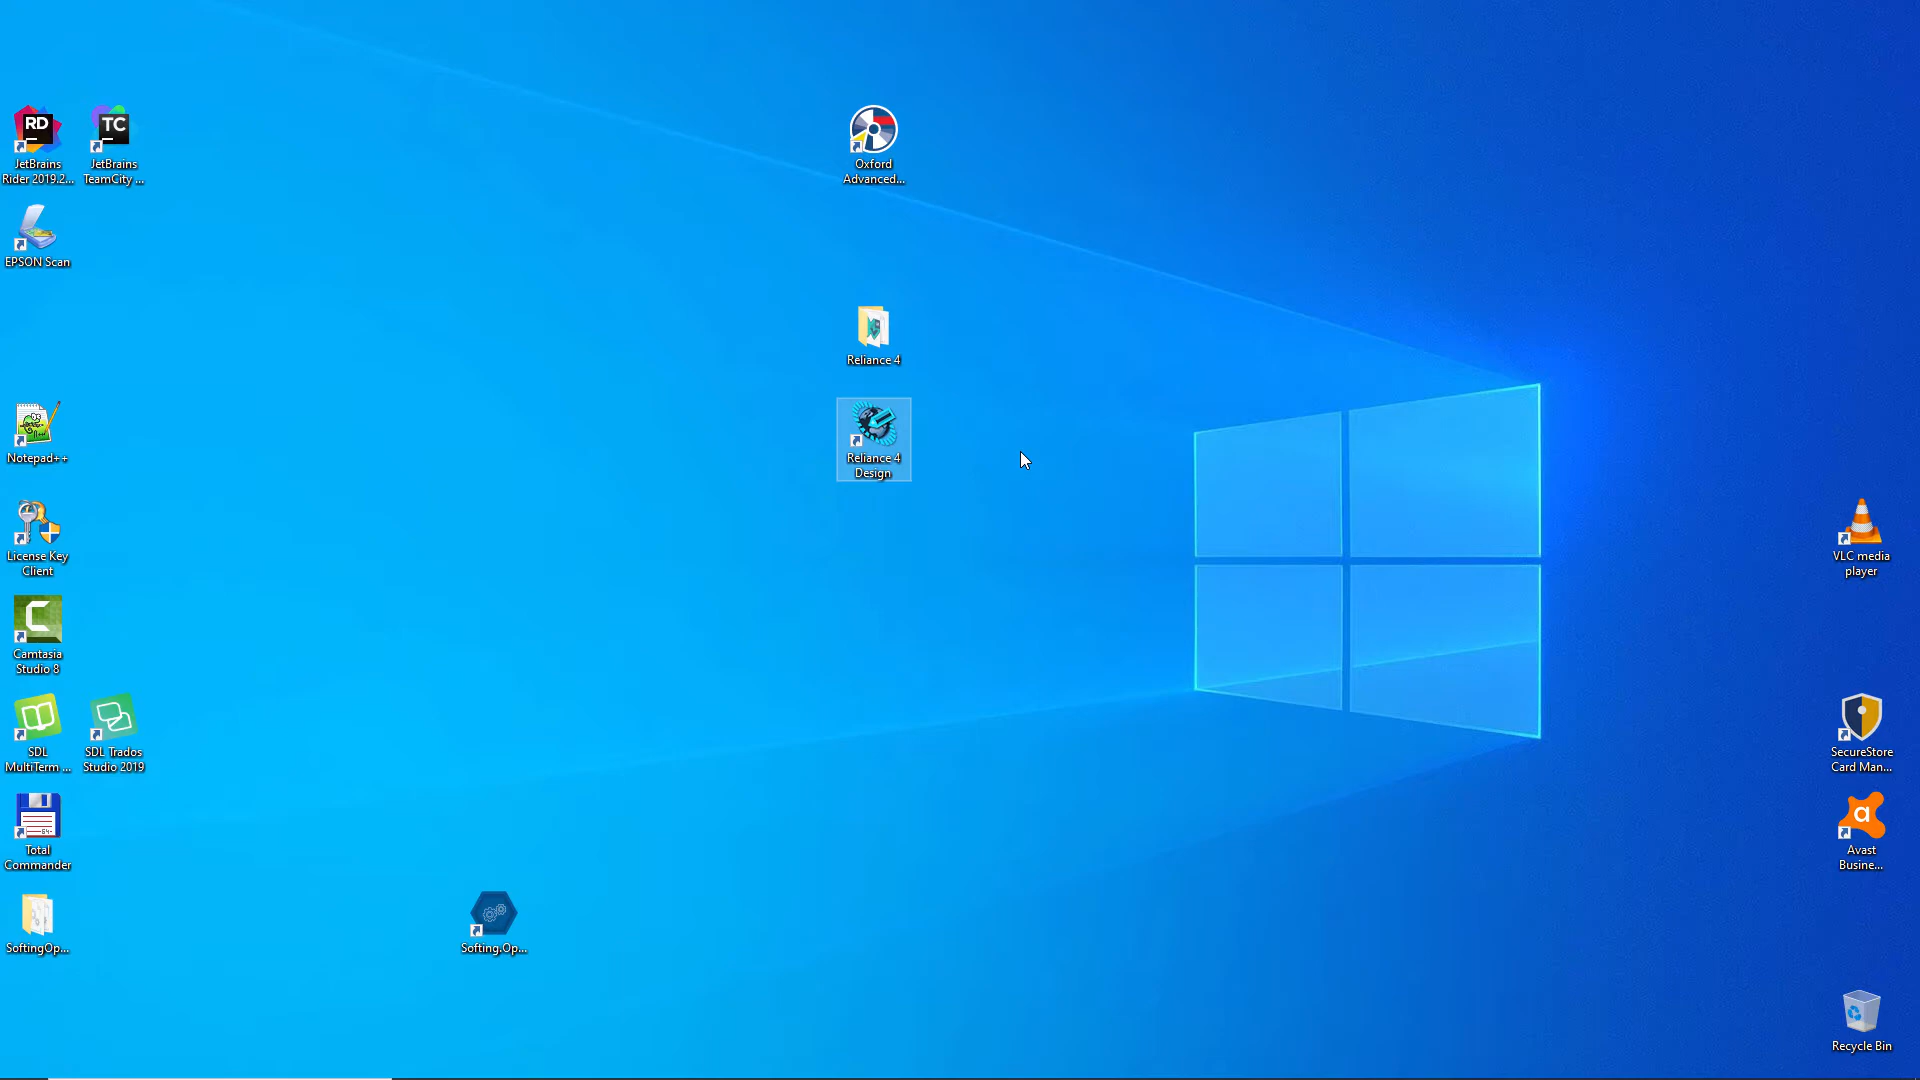 RD
TC
JetBrains
Rider 2019.2...
JetBrains
TeamCity ...
Oxford
Advanced...
EPSON Scan
Reliance 4
Notepad++
Reliance 4
Design
License Key
Client
VLC media
player
Camtasia
Studio 8
SDL
MultiTerm ...
SDL Trados
Studio 2019
SecureStore
Card Man...
Total
Commander
Avast
Busine...
SoftingOp...
Softing.Op...
Recycle Bin